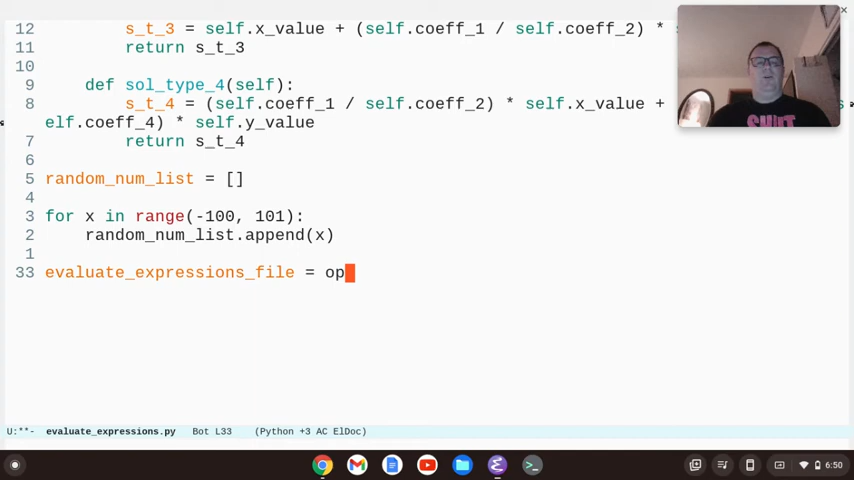 12 s_t_3 = self.x_value + (self.coeff_1 / self.coeff_2) *
11 return s_t_3
10
9 def sol_type_4(self):
8 s_t_4 = (self.coeff_1 / self.coeff_2) * self.x_value +
elf.coeff_4) * self.y_value
7 return s_t_4
6
5 random_num_list = []
4
3 for x in range(-100, 101):
2 random_num_list.append(x)
1
33 evaluate_expressions_file = op
U:**- evaluate_expressions.py Bot L33 (Python +3 AC ElDoc)
6:50